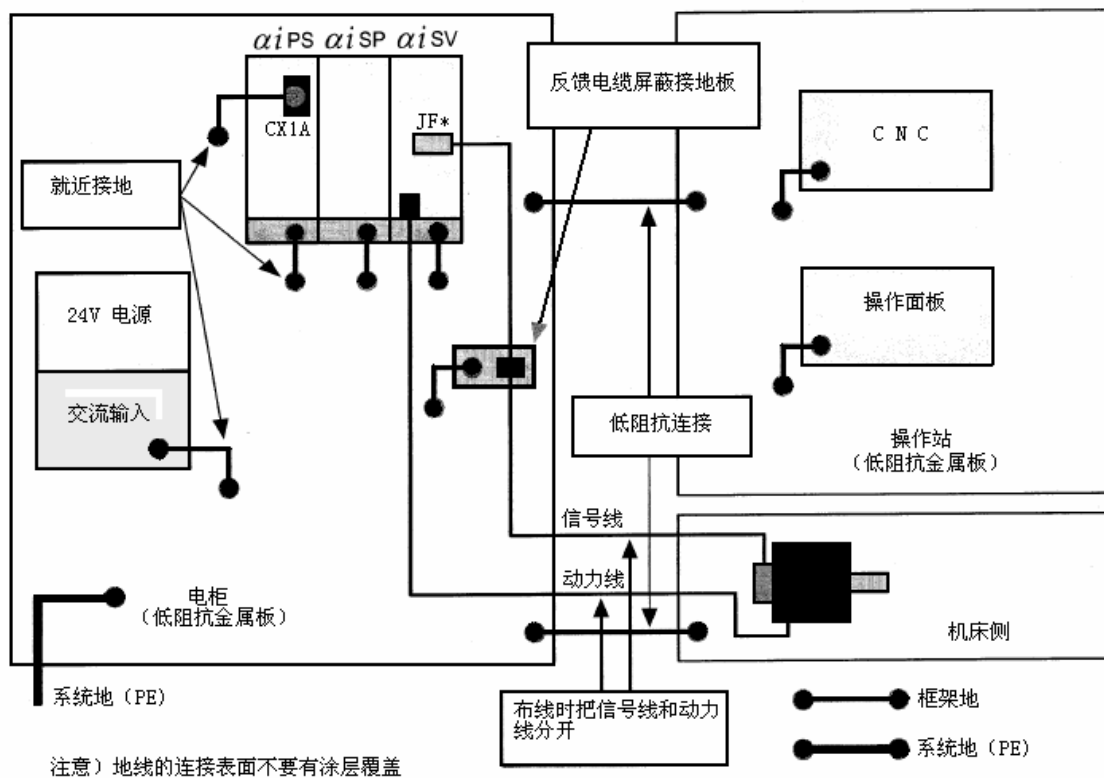 αiPS αiSP αiSV
反馈电缆屏蔽接地板
CX1A
JF*
C N C
就近接地
24V 电源
交流输入
操作面板
低阻抗连接
操作站
(低阻抗金属板)
信号线
动力线
电柜
(低阻抗金属板)
机床侧
系统地（PE）
布线时把信号线和动力
线分开
框架地
系统地（PE）
注意）地线的连接表面不要有涂层覆盖